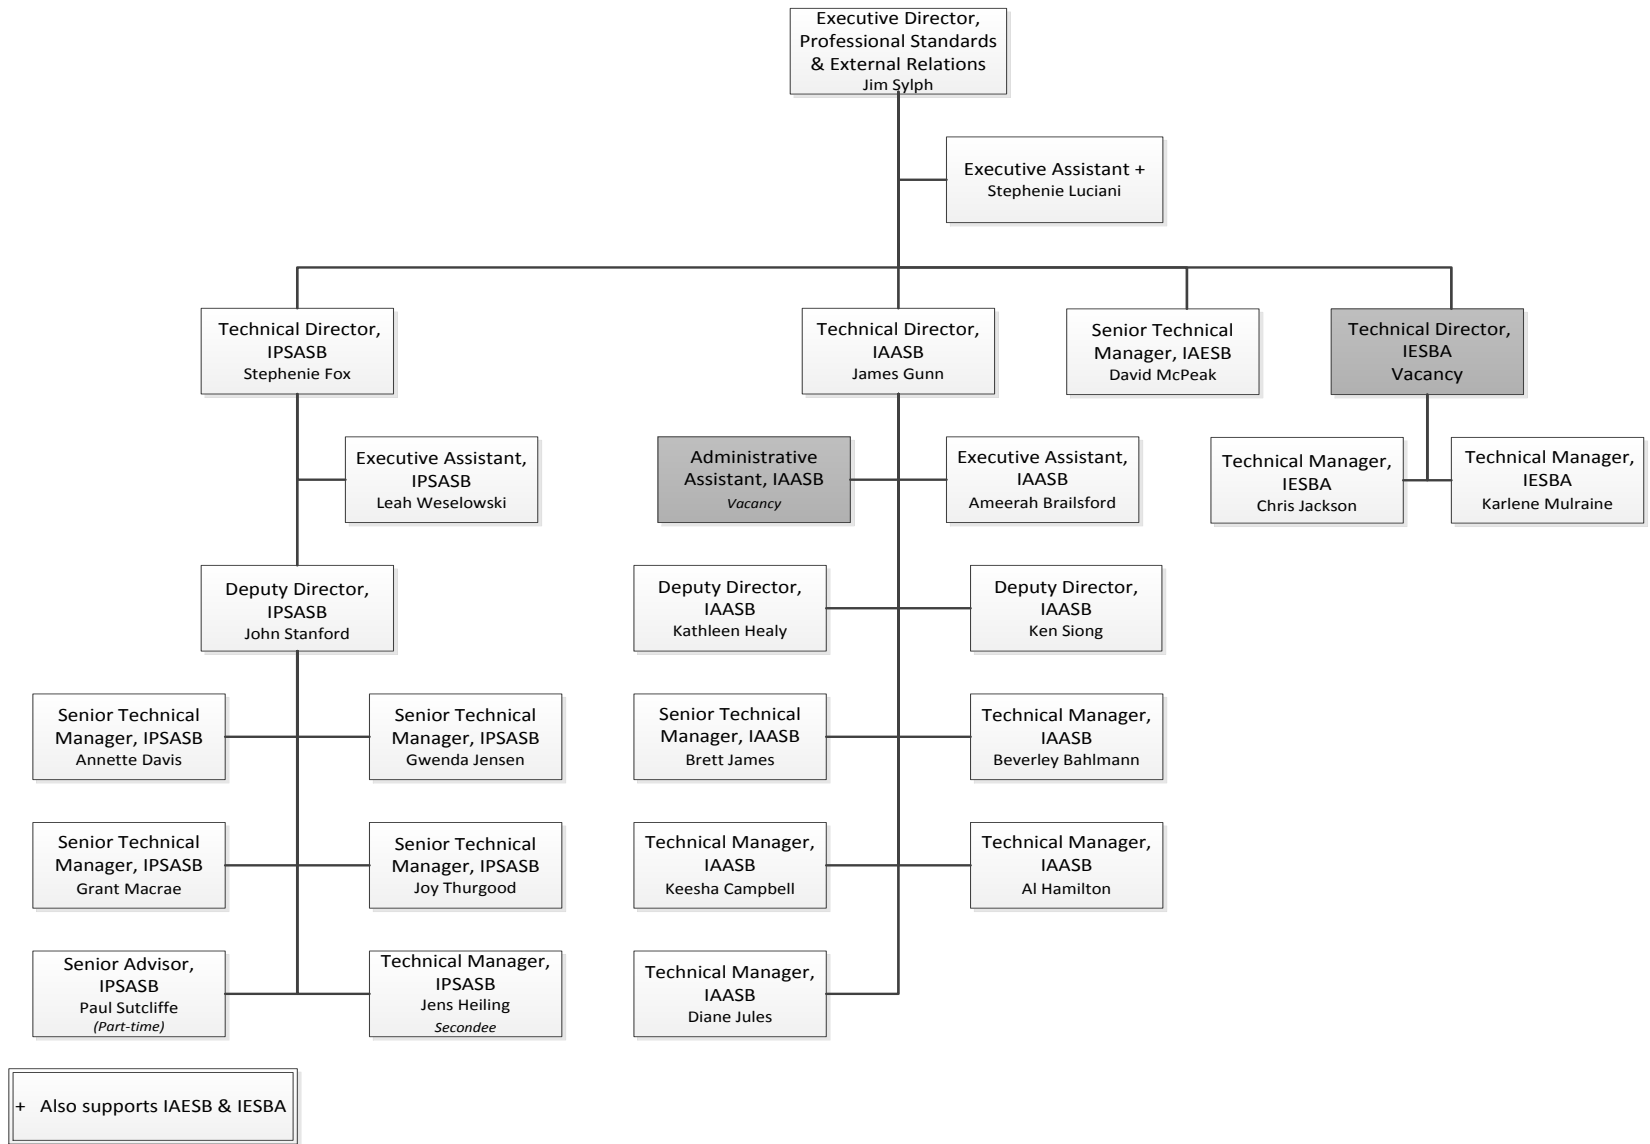 Executive Director,
Professional Standards
& External Relations
Jim Sylph
Executive Assistant +
Stephenie Luciani
Technical Director,
IPSASB
Stephenie Fox
Technical Director,
IAASB
James Gunn
Senior Technical
Manager, IAESB
David McPeak
Technical Director,
IESBA
Vacancy
Executive Assistant,
IPSASB
Leah Weselowski
Administrative
Assistant, IAASB
Vacancy
Executive Assistant,
IAASB
Ameerah Brailsford
Technical Manager,
IESBA
Chris Jackson
Technical Manager,
IESBA
Karlene Mulraine
Deputy Director,
IPSASB
John Stanford
Deputy Director,
IAASB
Kathleen Healy
Deputy Director,
IAASB
Ken Siong
Senior Technical
Manager, IPSASB
Annette Davis
Senior Technical
Manager, IPSASB
Gwenda Jensen
Senior Technical
Manager, IAASB
Brett James
Technical Manager,
IAASB
Beverley Bahlmann
Senior Technical
Manager, IPSASB
Grant Macrae
Senior Technical
Manager, IPSASB
Joy Thurgood
Technical Manager,
IAASB
Keesha Campbell
Technical Manager,
IAASB
Al Hamilton
Senior Advisor,
IPSASB
Paul Sutcliffe
(Part-time)
Technical Manager,
IPSASB
Jens Heiling
Secondee
Technical Manager,
IAASB
Diane Jules
+ Also supports IAESB & IESBA